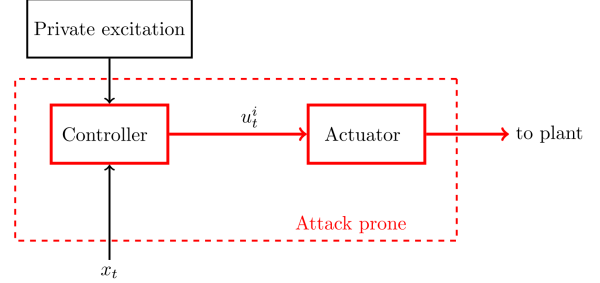 Private excitation
u_t^i
Controller
Actuator
to plant
Attack prone
x_t